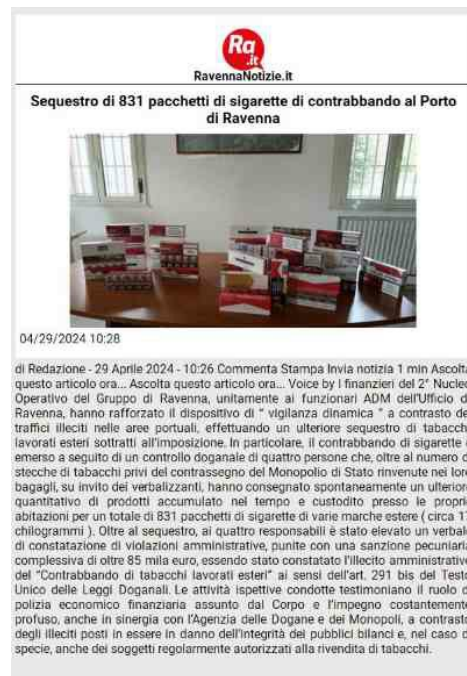 Ra
.it
RavennaNotizie.it
Sequestro di 831 pacchetti di sigarette di contrabbando al Porto
di Ravenna
04/29/2024 10:28
di Redazione - 29 Aprile 2024 - 10:26 Commenta Stampa Invia notizia 1 min Ascolta
questo articolo ora... Ascolta questo articolo ora... Voice by I finanzieri del 2° Nucleo
Operativo del Gruppo di Ravenna, unitamente ai funzionari ADM dell'Ufficio d
Ravenna, hanno rafforzato il dispositivo di " vigilanza dinamica " a contrasto de
traffici illeciti nelle aree portuali, effettuando un ulteriore sequestro di tabacch
lavorati esteri sottratti all'imposizione. In particolare, il contrabbando di sigarette
emerso a seguito di un controllo doganale di quattro persone che, oltre al numero d
stecche di tabacchi privi del contrassegno del Monopolio di Stato rinvenute nei loro
bagagli, su invito dei verbalizzanti, hanno consegnato spontaneamente un ulteriore
quantitativo di prodotti accumulato nel tempo e custodito presso le propri
abitazioni per un totale di 831 pacchetti di sigarette di varie marche estere ( circa 17
chilogrammi ). Oltre al sequestro, ai quattro responsabili è stato elevato un verbale
di constatazione di violazioni amministrative, punite con una sanzione pecuniaria
complessiva di oltre 85 mila euro, essendo stato constatato l'illecito amministrativo
del "Contrabbando di tabacchi lavorati esteri" ai sensi dell'art. 291 bis del Testo
Unico delle Leggi Doganali. Le attività ispettive condotte testimoniano il ruolo d
polizia economico finanziaria assunto dal Corpo e l'impegno costantemente
profuso, anche in sinergia con l'Agenzia delle Dogane e dei Monopoli, a contrasto
degli illeciti posti in essere in danno dell'integrità dei pubblici bilanci e, nel caso d
specie, anche dei soggetti regolarmente autorizzati alla rivendita di tabacchi.